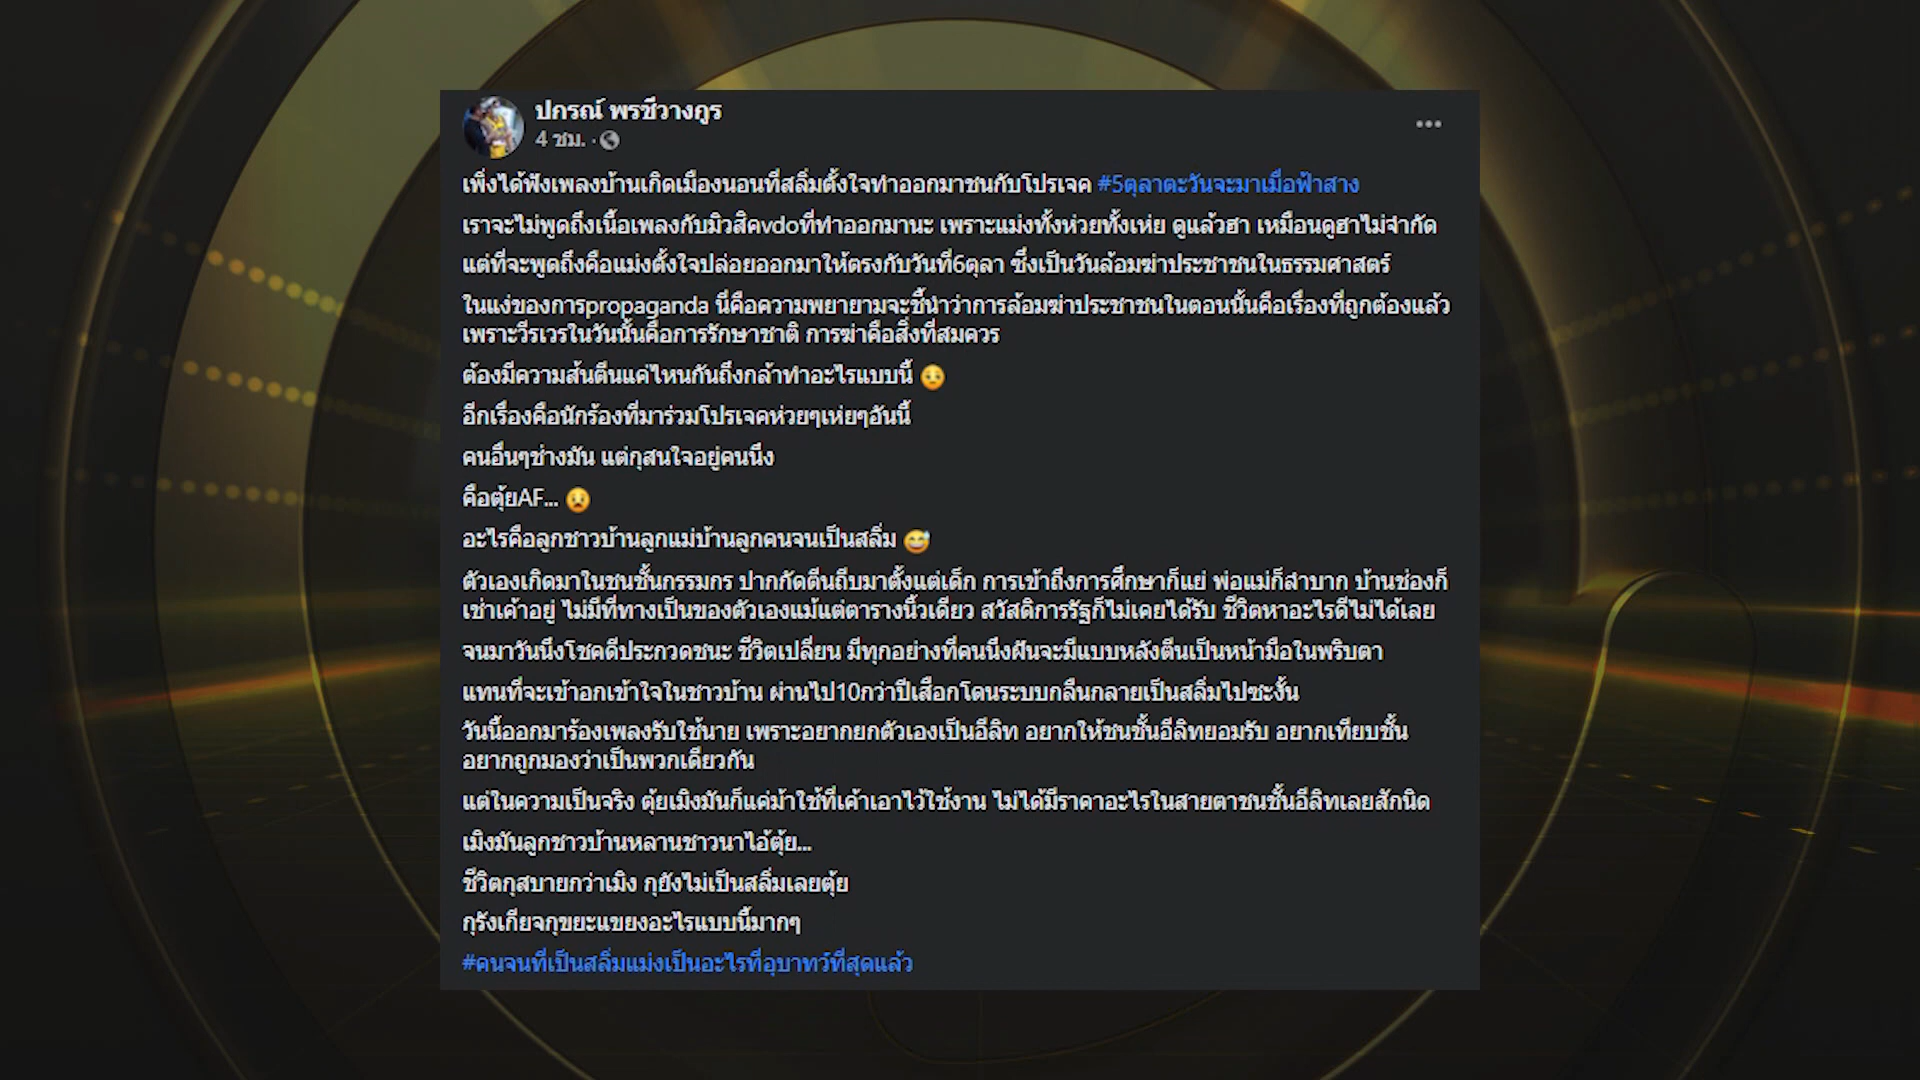 ปกรณ์ พรชีวางกูร
4 ชม. ·
เพิ่งได้ฟังเพลงบ้านเกิดเมืองนอนที่สลิ่มตั้งใจทำออกมาชนกับโปรเจค #5ตุลาตะวันจะมาเมื่อฟ้าสาง
เราจะไม่พูดถึงเนื้อเพลงกับมิวสิควdoที่ทำออกมานะ เพราะแม่งทั้งห่วยทั้งเห่ย ดูแล้วฮา เหมือนดูฮาไม่จำกัด
แต่ที่จะพูดถึงคือแม่งตั้งใจปล่อยออกมาให้ตรงกับวันที่6ตุลา ซึ่งเป็นวันล้อมฆ่าประชาชนในธรรมศาสตร์
ในแง่ของการpropaganda นี่คือความพยายามจะชี้นำว่าการล้อมฆ่าประชาชนในตอนนั้นคือเรื่องที่ถูกต้องแล้ว
เพราะวีรเวรในวันนั้นคือการรักษาชาติ การฆ่าคือสิ่งที่สมควร
ต้องมีความส้นตีนแค่ไหนกันถึงกล้าทำอะไรแบบนี้ 😣
อีกเรื่องคือนักร้องที่มาร่วมโปรเจคห่วยๆเห่ยๆอันนี้
คนอื่นๆช่างมัน แต่กุสนใจอยู่คนนึง
คือตุ้ยAF... 😧
อะไรคือลูกชาวบ้านลูกแม่บ้านลูกคนจนเป็นสลิ่ม 😅
ตัวเองเกิดมาในชนชั้นกรรมกร ปากกัดตีนถีบมาตั้งแต่เด็ก การเข้าถึงการศึกษาก็แย่ พ่อแม่ก็ลำบาก บ้านช่องก็
เช่าเค้าอยู่ ไม่มีที่ทางเป็นของตัวเองแม้แต่ตารางนิ้วเดียว สวัสดิการรัฐก็ไม่เคยได้รับ ชีวิตหาอะไรดีไม่ได้เลย
จนมาวันนึงโชคดีประกวดชนะ ชีวิตเปลี่ยน มีทุกอย่างที่คนนึงฝันจะมีแบบหลังตีนเป็นหน้ามือในพริบตา
แทนที่จะเข้าอกเข้าใจในชาวบ้าน ผ่านไป10กว่าปีเสือกโดนระบบกลืนกลายเป็นสลิ่มไปซะงั้น
วันนี้ออกมาร้องเพลงรับใช้นาย เพราะอยากยกตัวเองเป็นอีลิท อยากให้ชนชั้นอีลิทยอมรับ อยากเทียบชั้น
อยากถูกมองว่าเป็นพวกเดียวกัน
แต่ในความเป็นจริง ตุ้ยเมิงมันก็แค่ม้าใช้ที่เค้าเอาไว้ใช้งาน ไม่ได้มีราคาอะไรในสายตาชนชั้นอีลิทเลยสักนิด
เมิงมันลูกชาวบ้านหลานชาวนาไอ้ตุ้ย...
ชีวิตกุสบายกว่าเมิง กุยังไม่เป็นสลิ่มเลยตุ้ย
กุรังเกียจกุขยะแขยงอะไรแบบนี้มากๆ
#คนจนที่เป็นสลิ่มแม่งเป็นอะไรที่อุบาทว์ที่สุดแล้ว